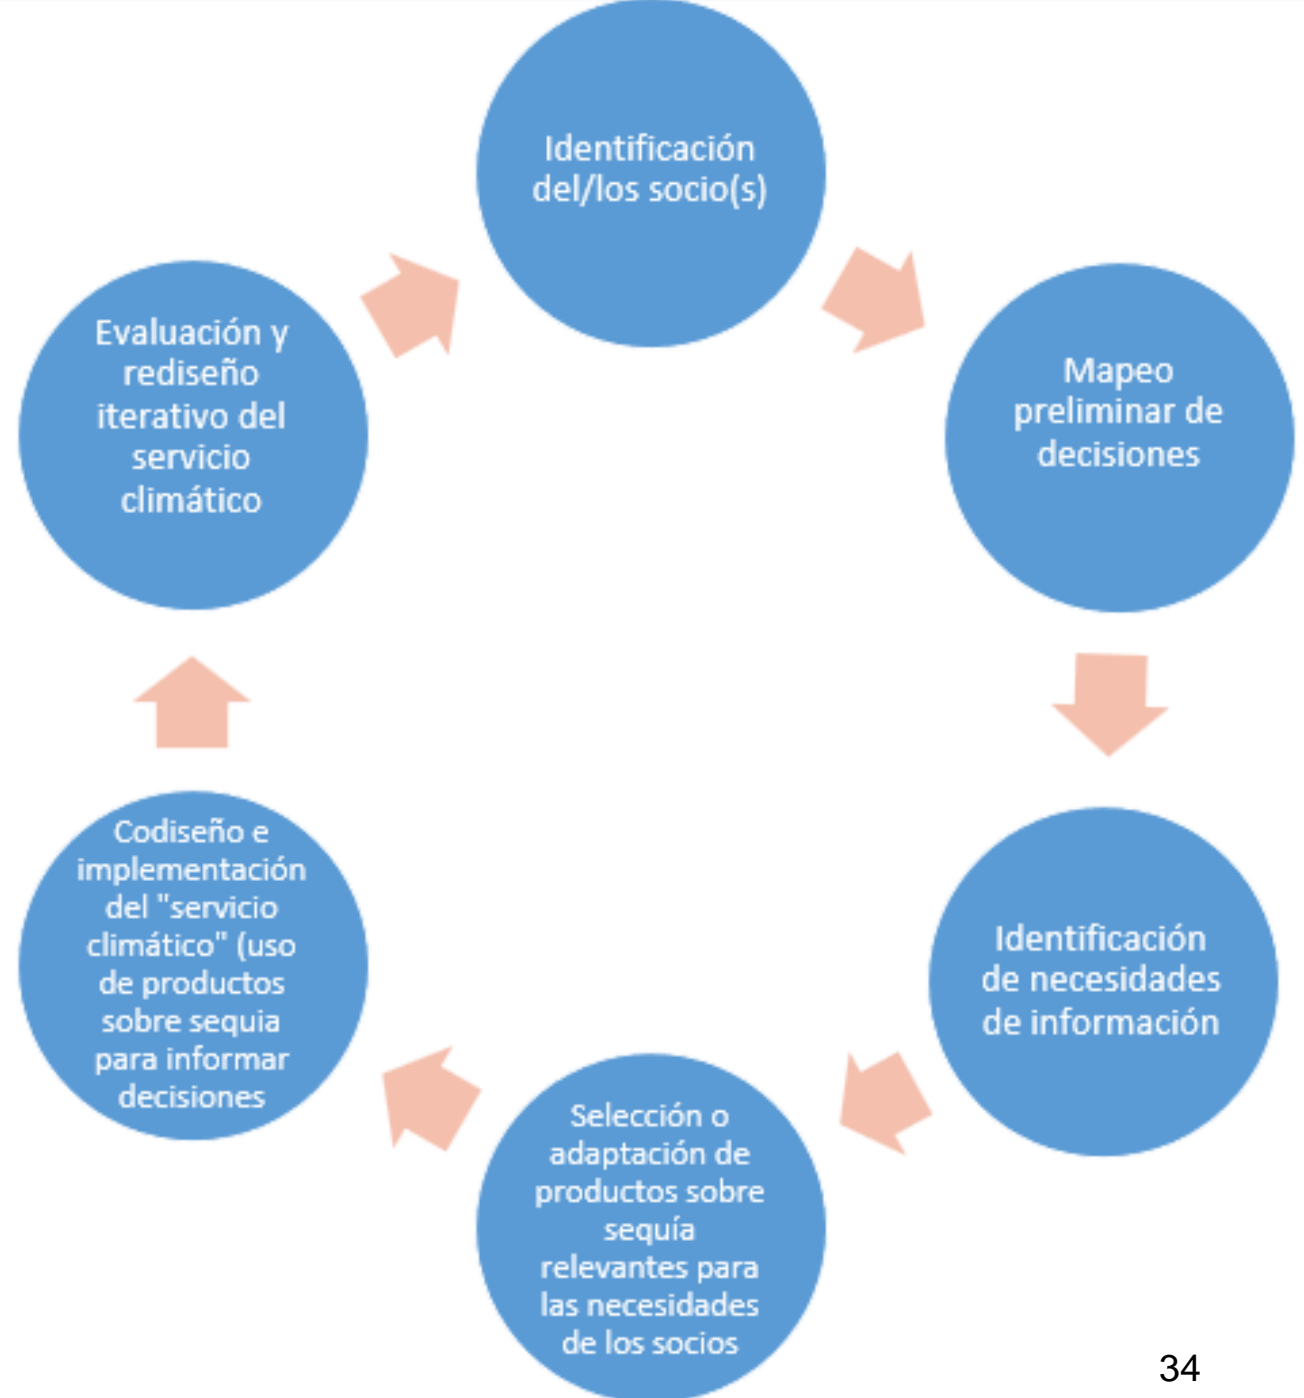 Identificación
del/los socio(s)
Mapeo
preliminar de
decisiones
Identificación
de necesidades
de información
Selección o
adaptación de
productos sobre
sequía
relevantes para
las necesidades
de los socios
Codiseño e
implementación
del "servicio
climático" (uso
de productos
sobre sequia
para informar
decisiones
Evaluación y
rediseño
iterativo del
servicio
climático
34